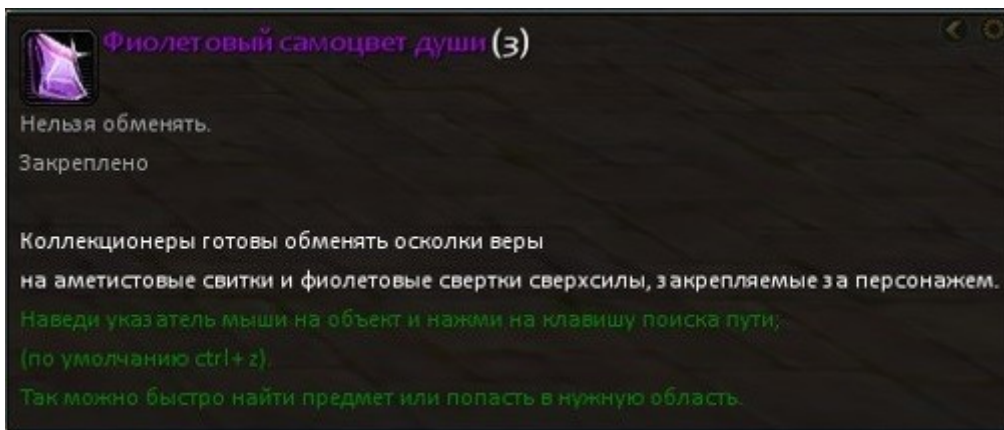 Фиолетовый самоцвет души (3)
Нельзя обменять.
Закреплено
Коллекционеры готовы обменять осколки веры
на аметистовые свитки и фиолетовые свертки сверхсилы, закрепляемые за персонажем.
Наведи указатель мыши на объект и нажми на клавишу поиска пути;
(по умолчанию ctrl+z).
Так можно быстро найти предмет или попасть в нужную область.